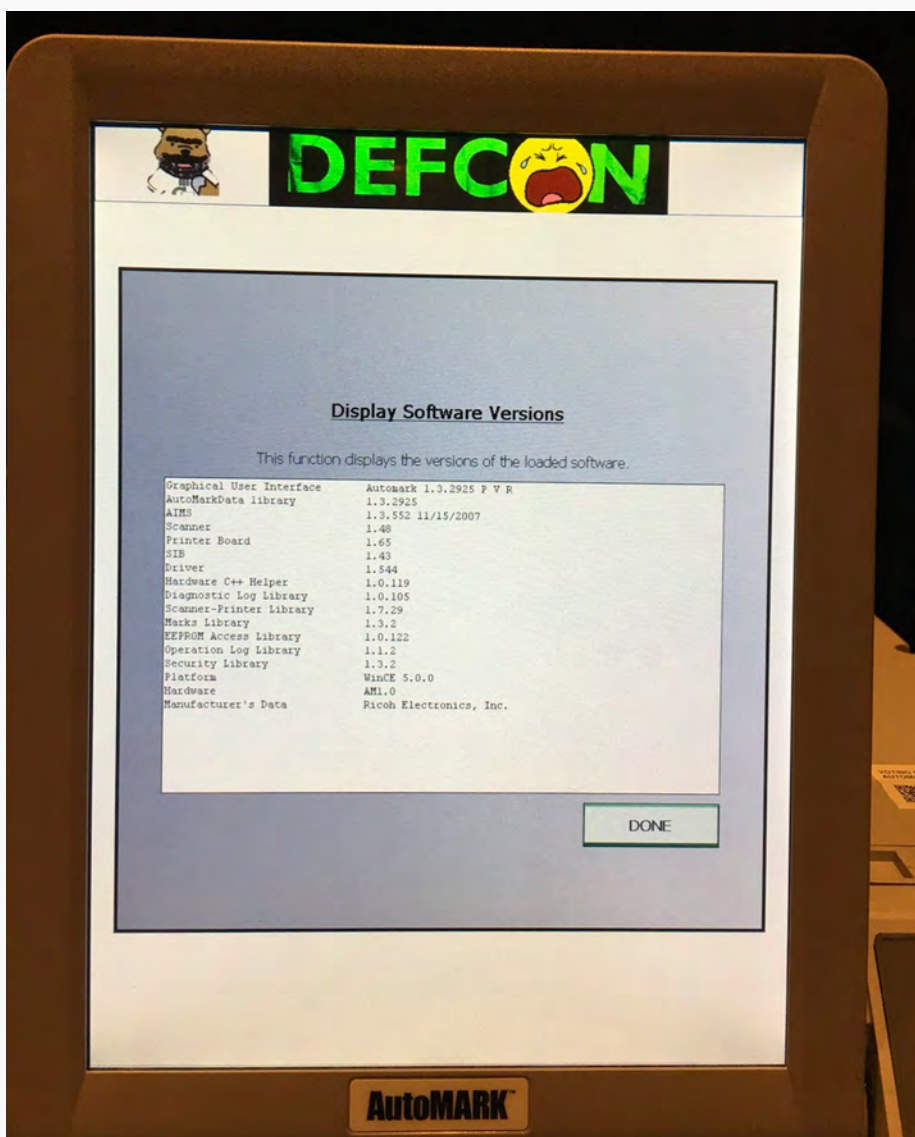 DEFCON
Display Software Versions
This function displays the versions of the loaded software.
Graphical User Interface Automark 1.3.2925 P V R
AutoMarkData library 1.3.2925
AIMS 1.3.552 11/15/2007
Scanner 1.48
Printer Board 1.65
SIB 1.43
Driver 1.544
Hardware C++ Helper 1.0.119
Diagnostic Log Library 1.0.105
Scanner-Printer Library 1.7.29
Marks Library 1.3.2
EEPROM Access Library 1.0.122
Operation Log Library 1.1.2
Security Library 1.3.2
Platform WinCE 5.0.0
Hardware AM1.0
Manufacturer's Data Ricoh Electronics, Inc.
DONE
AutoMARK™